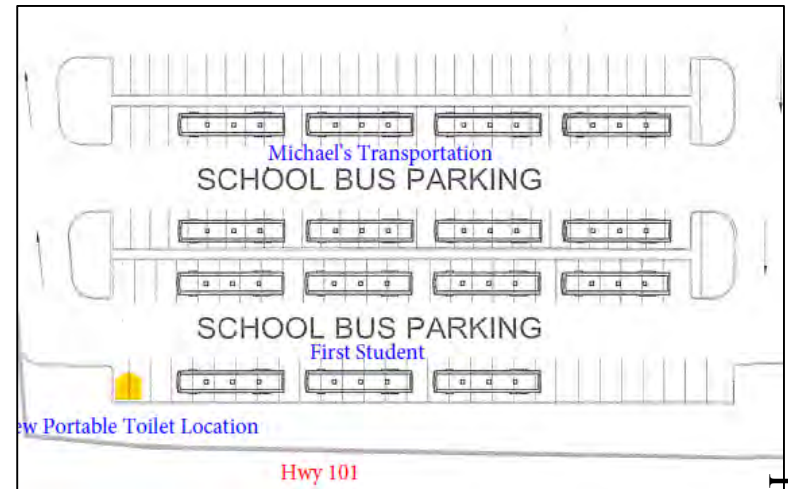 Michael's Transportation
SCHOOL BUS PARKING
SCHOOL BUS PARKING
First Student
Portable Toilet Location
Hwy 101